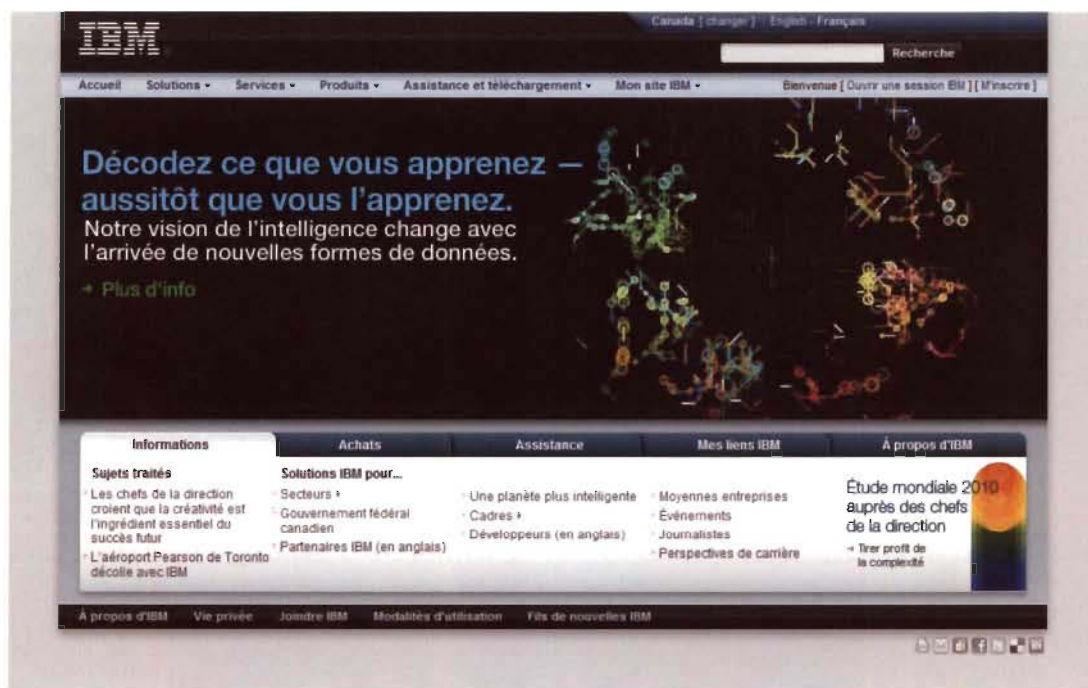 Canada [ changer ] | English - Français
IBM
Recherche
Accueil Solutions Services Produits Assistance et téléchargement Mon site IBM Bienvenue [ Ouvrir une session IBM ] [ M'inscrire ]
Décodez ce que vous apprenez —
aussitôt que vous l'apprenez.
Notre vision de l'intelligence change avec
l'arrivée de nouvelles formes de données.
Plus d'info
Informations Achats Assistance Mes liens IBM À propos d'IBM
Sujets traités
Les chefs de la direction
croient que la créativité est
l'ingrédient essentiel du
succès futur
L'aéroport Pearson de Toronto
décolle avec IBM
Solutions IBM pour...
Secteurs
Gouvernement fédéral
canadien
Partenaires IBM (en anglais)
Une planète plus intelligente
Cadres
Développeurs (en anglais)
Moyennes entreprises
Événements
Journalistes
Perspectives de carrière
Étude mondiale 2010
auprès des chefs
de la direction
Tirer profit de
la complexité
À propos d'IBM Vie privée Joindre IBM Modalités d'utilisation Fils de nouvelles IBM